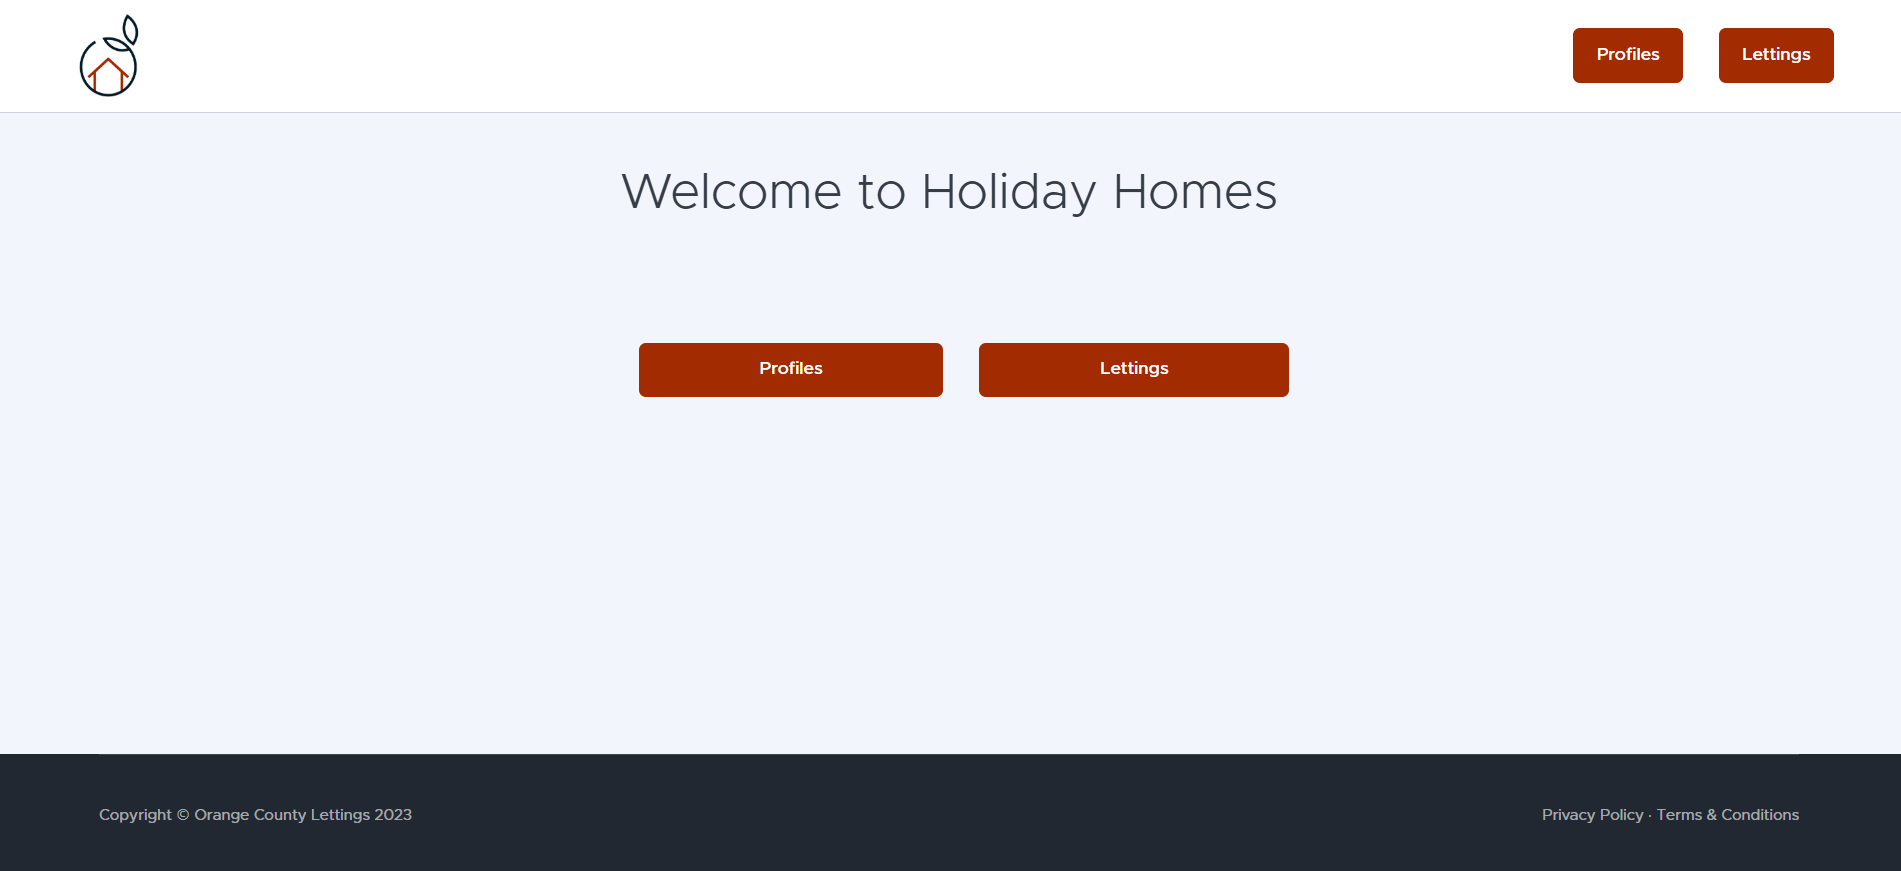 Profiles
Lettings
Welcome to Holiday Homes
Profiles
Lettings
Copyright © Orange County Lettings 2023
Privacy Policy · Terms & Conditions